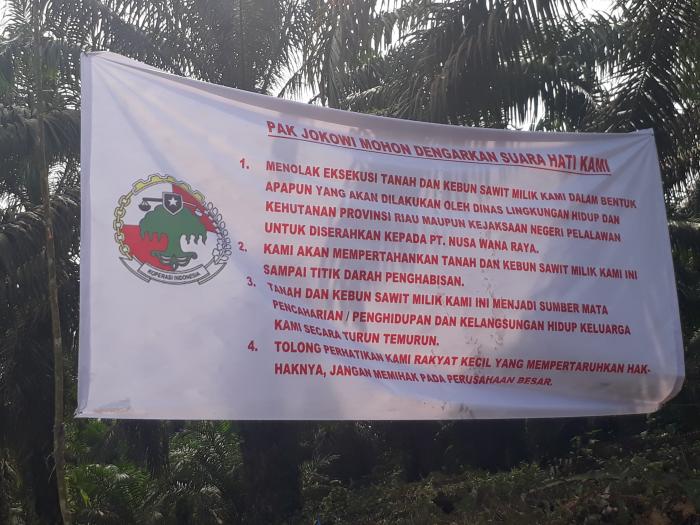 PAK JOKOWI MOHON DENGARKAN SUARA HATI KAMI
1. MENOLAK EKSEKUSI TANAH DAN KEBUN SAWIT MILIK KAMI DALAM BENTUK
APAPUN YANG AKAN DILAKUKAN OLEH DINAS LINGKUNGAN HIDUP DAN
KEHUTANAN PROVINSI RIAU MAUPUN KEJAKSAAN NEGERI PELALAWAN
UNTUK DISERAHKAN KEPADA PT. NUSA WANA RAYA.
2. KAMI AKAN MEMPERTAHANKAN TANAH DAN KEBUN SAWIT MILIK KAMI INI
SAMPAI TITIK DARAH PENGHABISAN.
3. TANAH DAN KEBUN SAWIT MILIK KAMI INI MENJADI SUMBER MATA
PENCAHARIAN / PENGHIDUPAN DAN KELANGSUNGAN HIDUP KELUARGA
KAMI SECARA TURUN TEMURUN.
4. TOLONG PERHATIKAN KAMI RAKYAT KECIL YANG MEMPERTARUHKAN HAK-
HAKNYA, JANGAN MEMIHAK PADA PERUSAHAAN BESAR.
KOPERASI INDONESIA